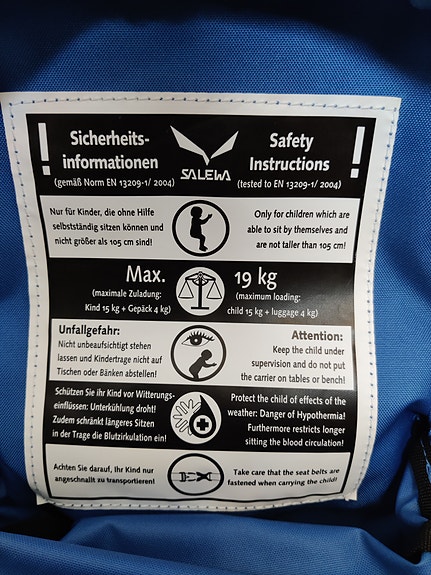 ! Sicherheits-
informationen
(gemäß Norm EN 13209-1/ 2004)
SALEWA
Safety !
Instructions
(tested to EN 13209-1/ 2004)
Nur für Kinder, die ohne Hilfe
selbstständig sitzen können und
nicht größer als 105 cm sind!
Only for children which are
able to sit by themselves and
are not taller than 105 cm!
Max.
(maximale Zuladung:
Kind 15 kg + Gepäck 4 kg)
19 kg
(maximum loading:
child 15 kg + luggage 4 kg)
Unfallgefahr:
Nicht unbeaufsichtigt stehen
lassen und Kindertrage nicht auf
Tischen oder Bänken abstellen!
Attention:
Keep the child under
supervision and do not put
the carrier on tables or bench!
Schützen Sie ihr Kind vor Witterungs-
einflüssen: Unterkühlung droht!
Zudem schränkt längeres Sitzen
in der Trage die Blutzirkulation ein!
Protect the child of effects of the
weather: Danger of Hypothermia!
Furthermore restricts longer
sitting the blood circulation!
Achten Sie darauf, Ihr Kind nur
angeschnallt zu transportieren!
Take care that the seat belts are
fastened when carrying the child!